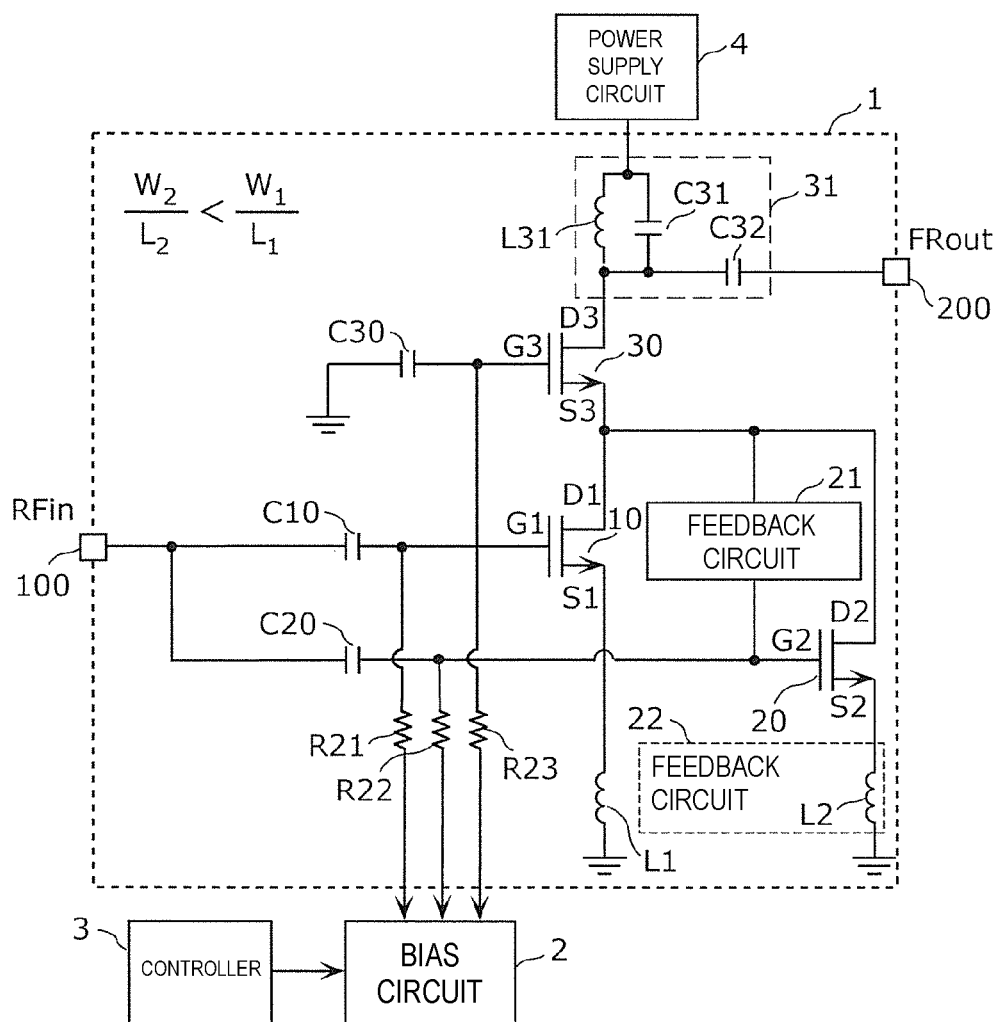 POWER
SUPPLY
CIRCUIT
4
1
W2
L2
<
W1
L1
L31
C31
31
C32
FRout
200
D3
C30
G3
30
S3
21
D1
RFin
C10
G1
10
FEEDBACK
CIRCUIT
100
S1
C20
D2
G2
20
S2
22
R21
R22
R23
FEEDBACK
CIRCUIT
L2
L1
3
CONTROLLER
BIAS
CIRCUIT
2